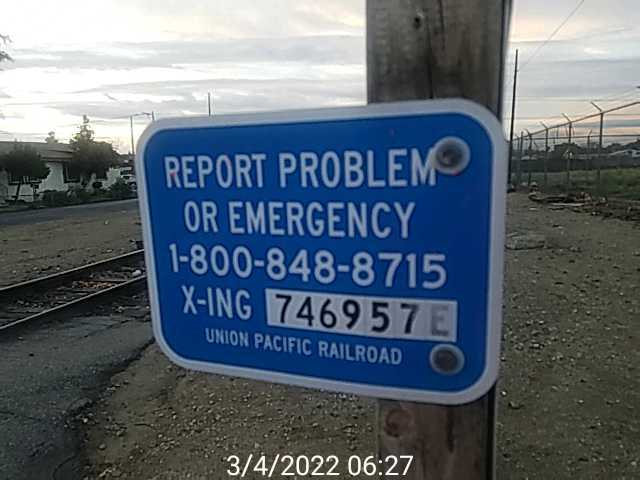 REPORT PROBLEM
OR EMERGENCY
1-800-848-8715
X-ING 746957E
UNION PACIFIC RAILROAD
3/4/2022 06:27